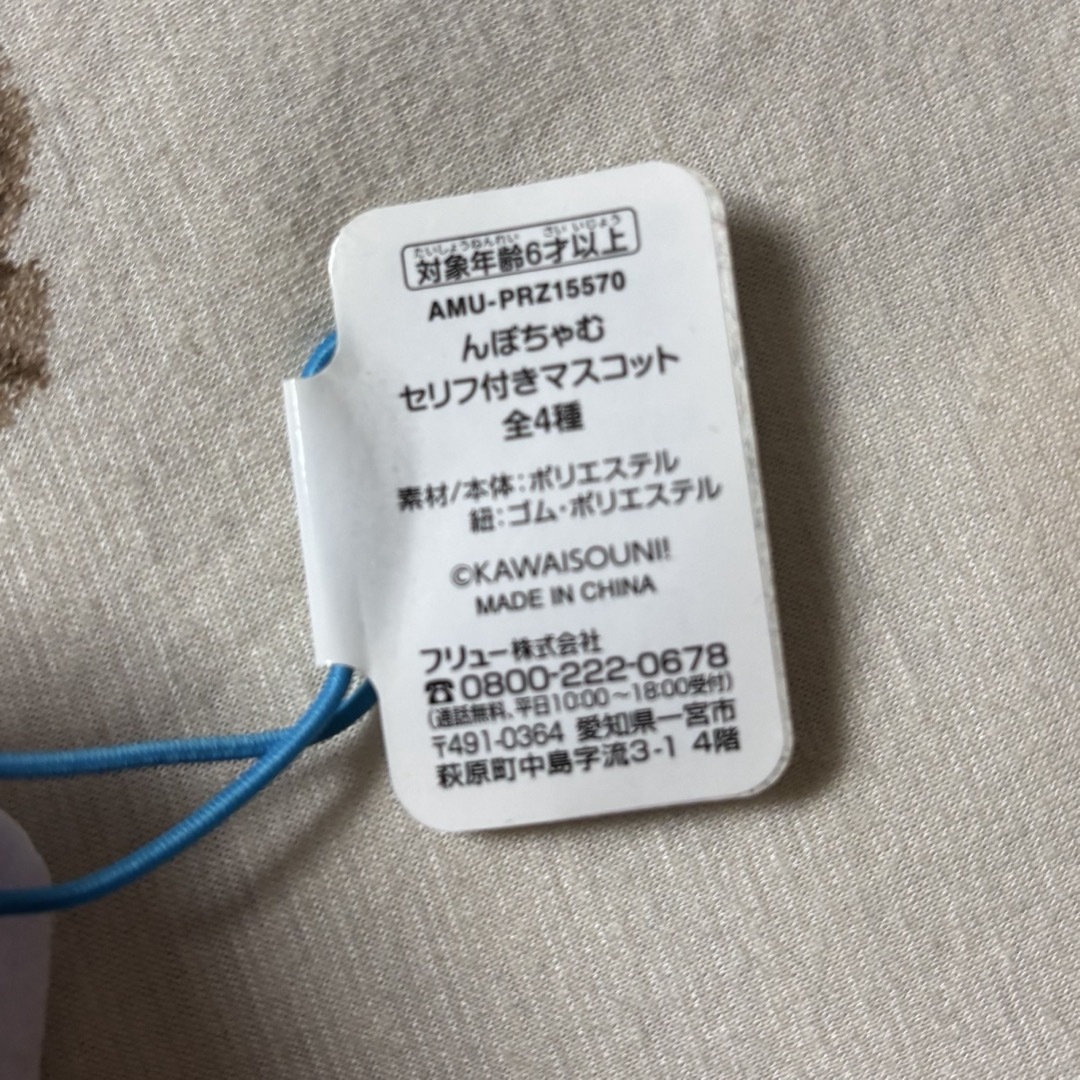 たいしょうねんれい さい いじょう
対象年齢6才以上
AMU-PRZ15570
んぽちゃむ
セリフ付きマスコット
全4種
素材/本体:ポリエステル
紐:ゴム・ポリエステル
©KAWAISOUNI!
MADE IN CHINA
フリュー株式会社
☎0800-222-0678
(通話無料、平日10:00~18:00受付)
〒491-0364 愛知県一宮市
萩原町中島字流3-1 4階